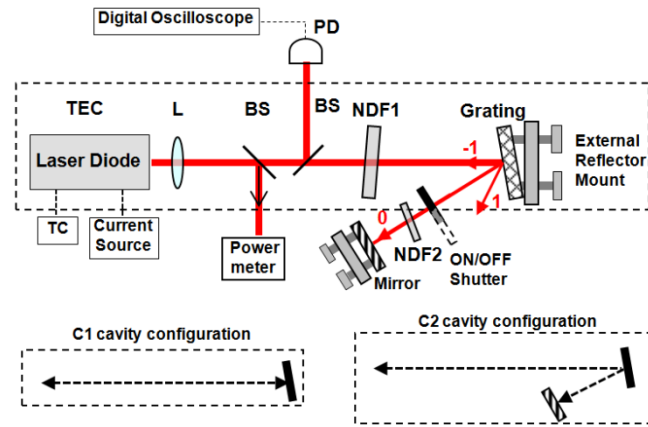 Digital Oscilloscope
PD
TEC
L
BS
BS
NDF1
Grating
Laser Diode
-1
External
Reflector
Mount
1
0
TC
Current
Source
Power
meter
NDF2
ON/OFF
Shutter
Mirror
C1 cavity configuration
C2 cavity configuration